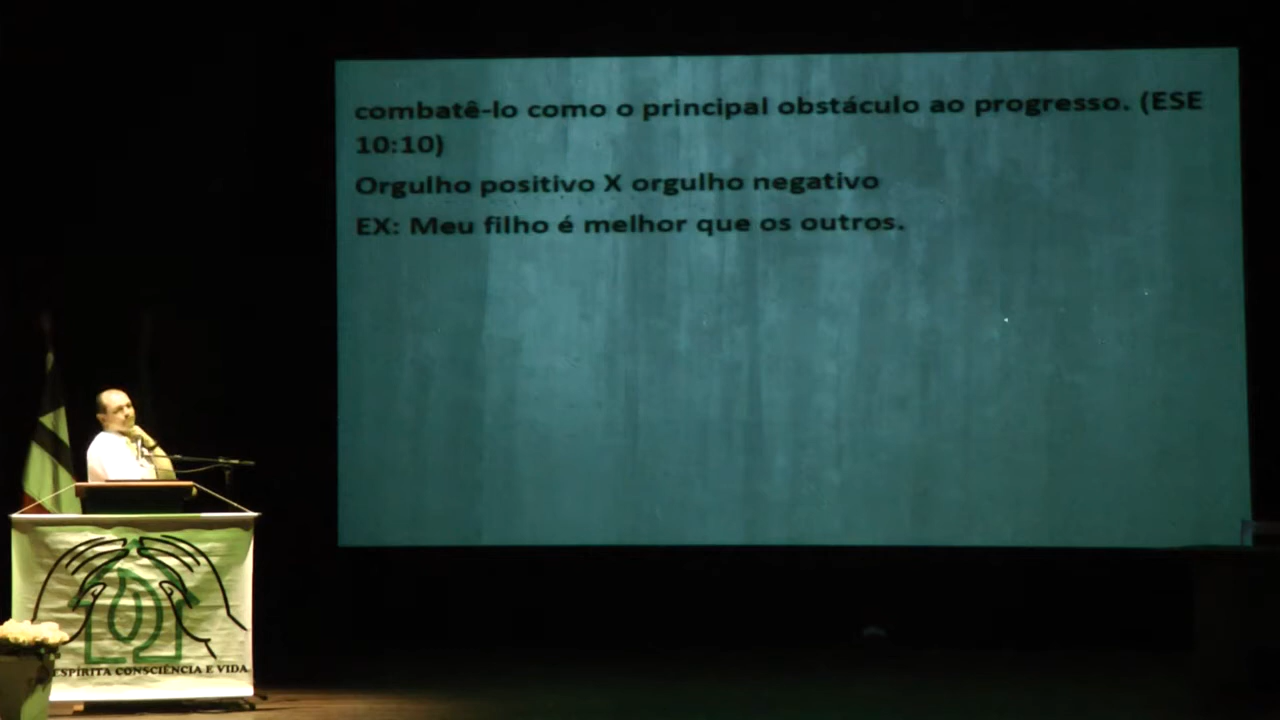 combatê-lo como o principal obstáculo ao progresso. (ESE
10:10)
Orgulho positivo X orgulho negativo
EX: Meu filho é melhor que os outros.
ESPÍRITA CONSCIÊNCIA E VIDA